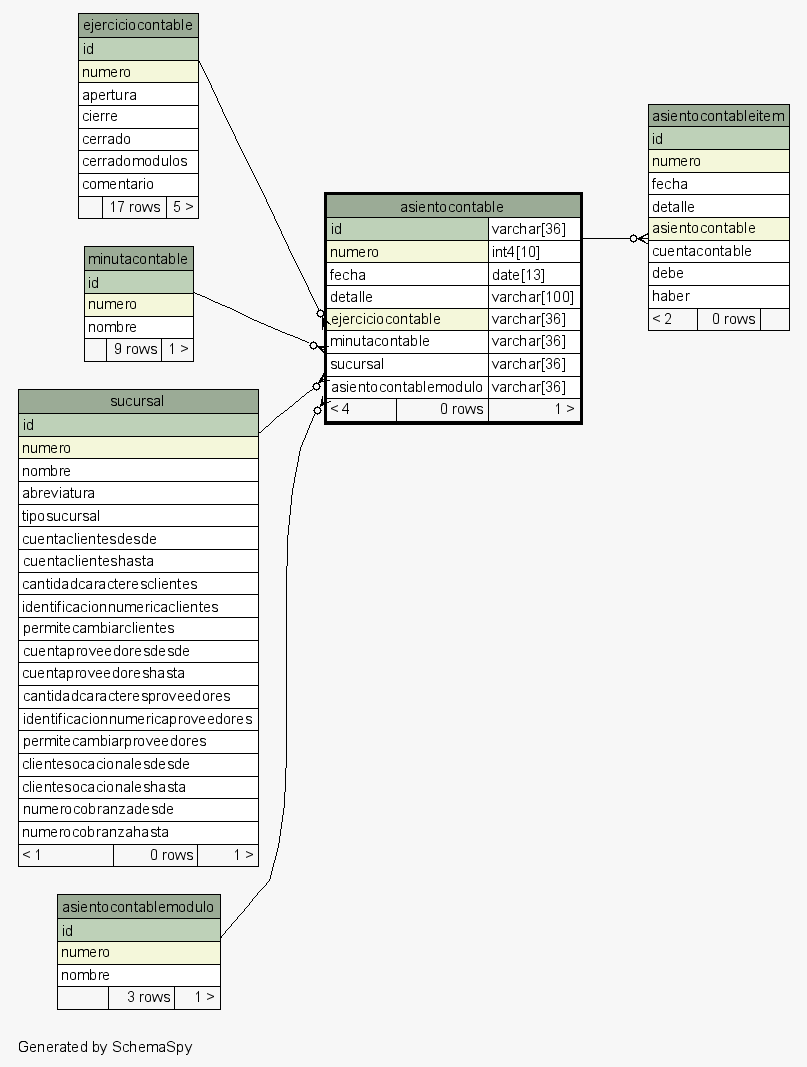 ejerciciocontable
id
numero
apertura
cierre
cerrado
cerradomodulos
comentario
17 rows 5 >
minutacontable
id
numero
nombre
9 rows 1 >
sucursal
id
numero
nombre
abreviatura
tiposucursal
cuentaclientesdesde
cuentaclienteshasta
cantidadcaracteresclientes
identificacionnumericaclientes
permitecambiarclientes
cuentaproveedoresdesde
cuentaproveedoreshasta
cantidadcaracteresproveedores
identificacionnumericaproveedores
permitecambiarproveedores
clientesocacionalesdesde
clientesocacionaleshasta
numerocobranzadesde
numerocobranzahasta
< 1 0 rows 1 >
asientocontablemodulo
id
numero
nombre
3 rows 1 >
asientocontable
id varchar[36]
numero int4[10]
fecha date[13]
detalle varchar[100]
ejerciciocontable varchar[36]
minutacontable varchar[36]
sucursal varchar[36]
asientocontablemodulo varchar[36]
< 4 0 rows 1 >
asientocontableitem
id
numero
fecha
detalle
asientocontable
cuentacontable
debe
haber
< 2 0 rows
Generated by SchemaSpy